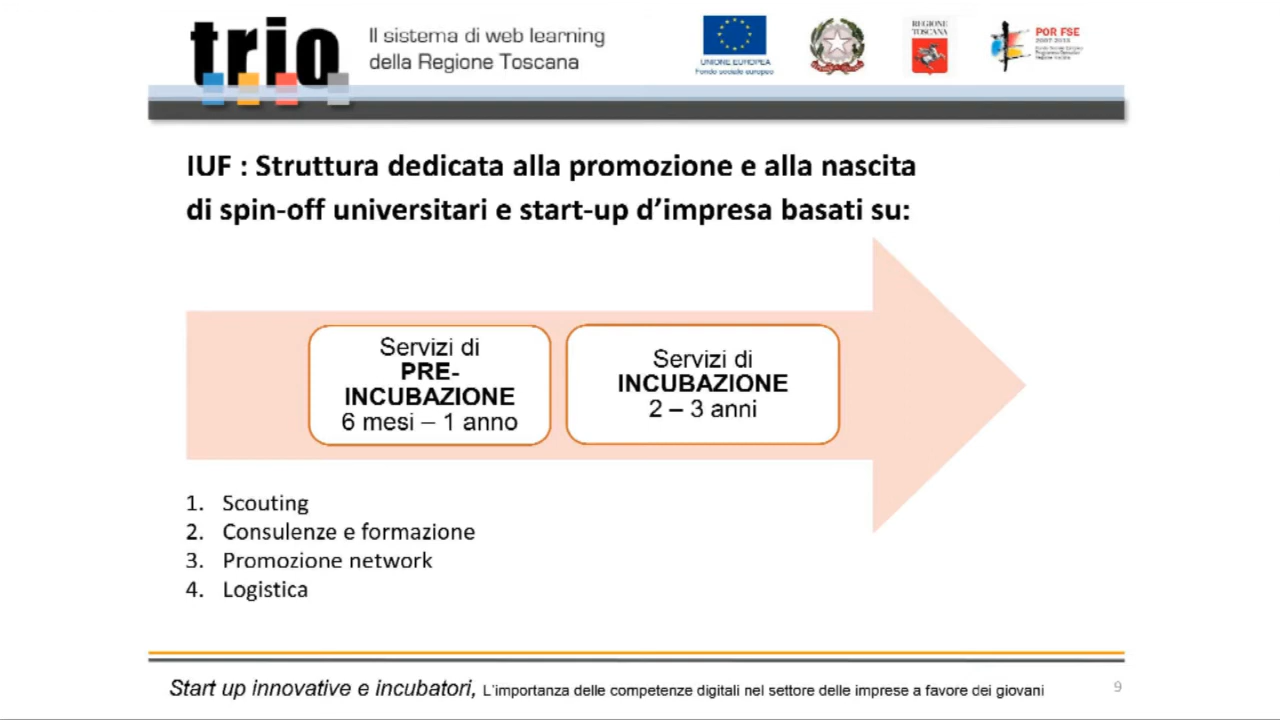 trio
Il sistema di web learning
della Regione Toscana
UNIONE EUROPEA
Fondo sociale europeo
REGIONE
TOSCANA
POR FSE
2007-2013
IUF : Struttura dedicata alla promozione e alla nascita
di spin-off universitari e start-up d’impresa basati su:
Servizi di
PRE-
INCUBAZIONE
6 mesi – 1 anno
Servizi di
INCUBAZIONE
2 – 3 anni
1. Scouting
2. Consulenze e formazione
3. Promozione network
4. Logistica
Start up innovative e incubatori, L’importanza delle competenze digitali nel settore delle imprese a favore dei giovani
9